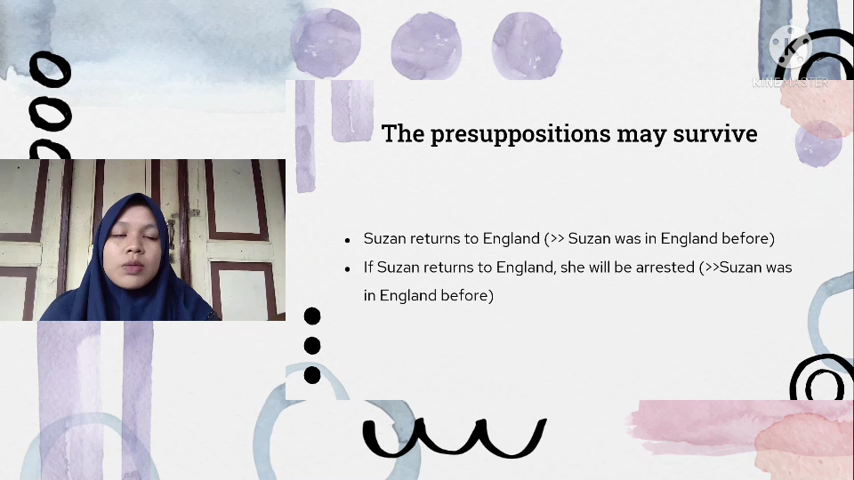 K
KINEMASTER
The presuppositions may survive
• Suzan returns to England (>> Suzan was in England before)
• If Suzan returns to England, she will be arrested (>>Suzan was
in England before)